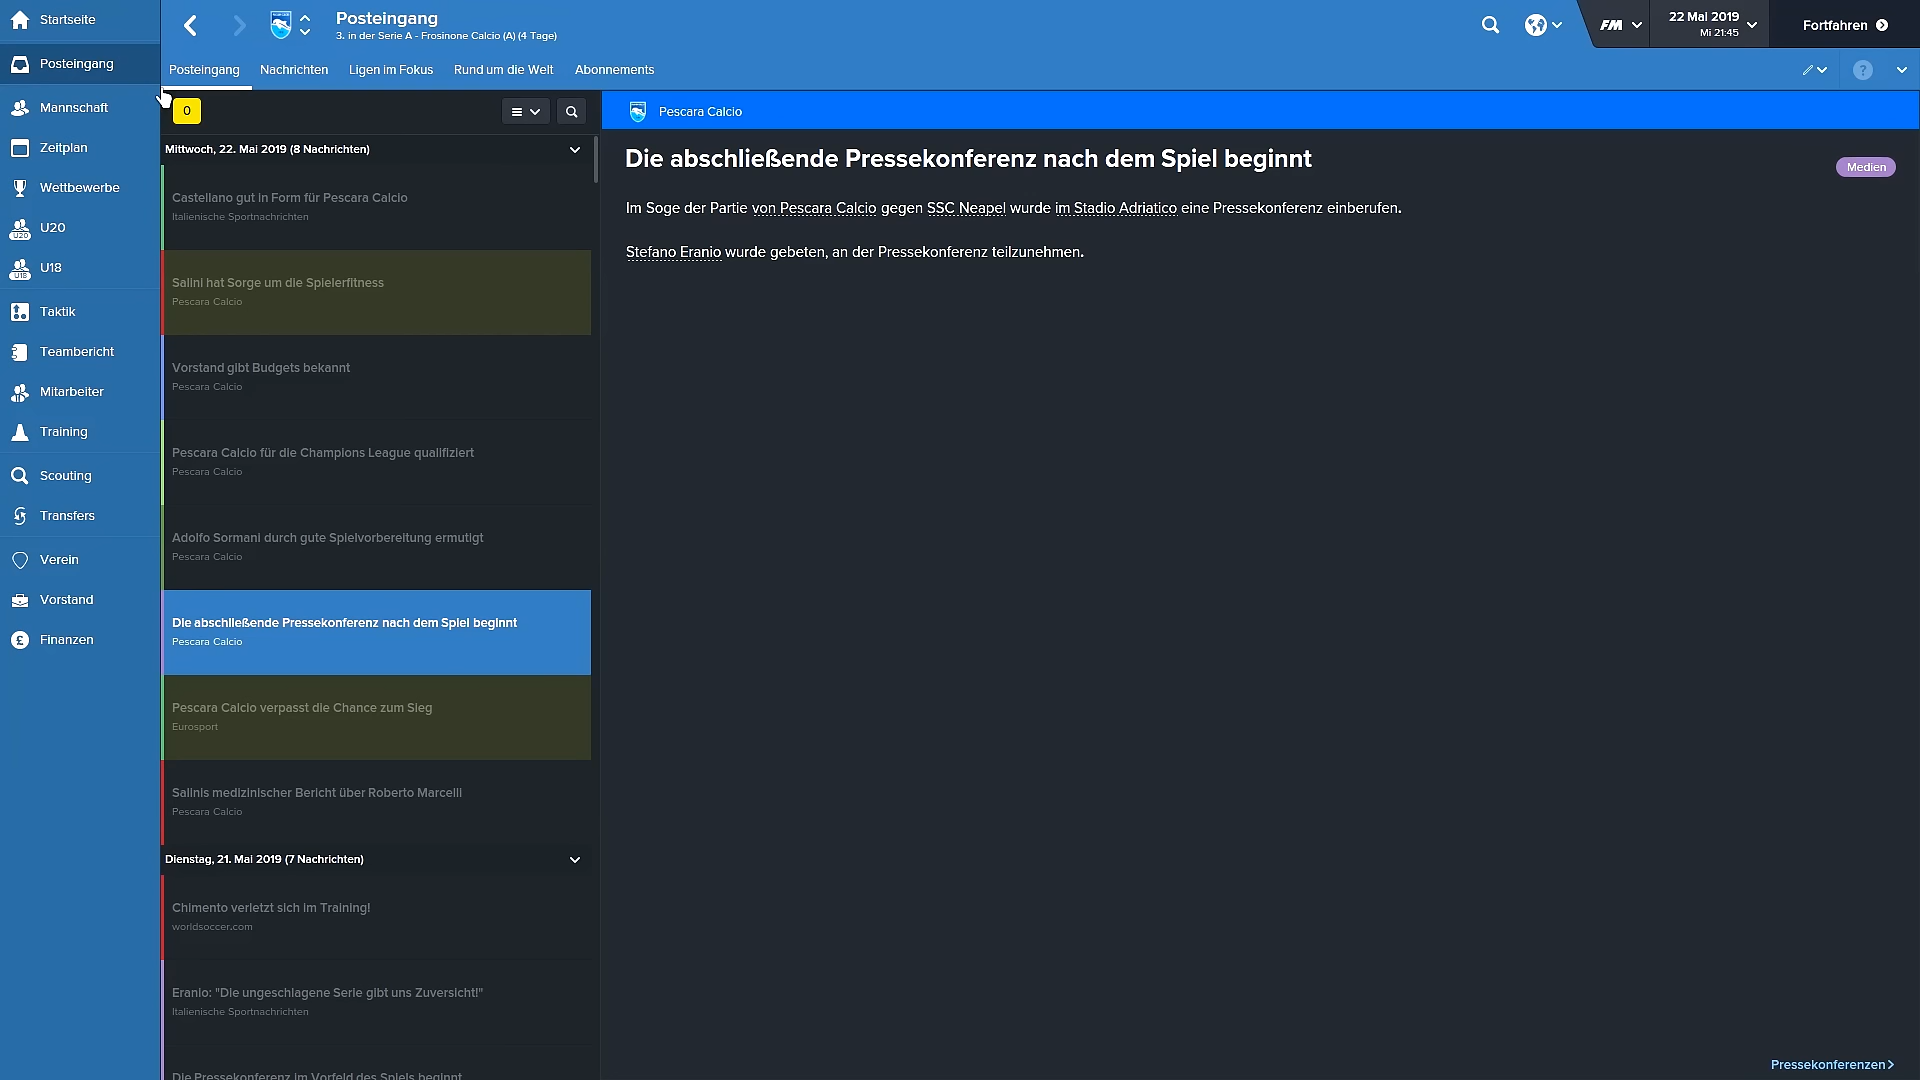 Startseite
Posteingang
Mannschaft
Zeitplan
Wettbewerbe
U20
U18
Taktik
Teambericht
Mitarbeiter
Training
Scouting
Transfers
Verein
Vorstand
Finanzen
Posteingang
3. in der Serie A - Frosinone Calcio (A) (4 Tage)
FM
22 Mai 2019
Mi 21:45
Fortfahren
Posteingang Nachrichten Ligen im Fokus Rund um die Welt Abonnements
?
0
Mittwoch, 22. Mai 2019 (8 Nachrichten)
Castellano gut in Form für Pescara Calcio
Italienische Sportnachrichten
Salini hat Sorge um die Spielerfitness
Pescara Calcio
Vorstand gibt Budgets bekannt
Pescara Calcio
Pescara Calcio für die Champions League qualifiziert
Pescara Calcio
Adolfo Sormani durch gute Spielvorbereitung ermutigt
Pescara Calcio
Die abschließende Pressekonferenz nach dem Spiel beginnt
Pescara Calcio
Pescara Calcio verpasst die Chance zum Sieg
Eurosport
Salinis medizinischer Bericht über Roberto Marcelli
Pescara Calcio
Dienstag, 21. Mai 2019 (7 Nachrichten)
Chimento verletzt sich im Training!
worldsoccer.com
Eranio: "Die ungeschlagene Serie gibt uns Zuversicht!"
Italienische Sportnachrichten
Die Pressekonferenz im Vorfeld des Spiels beginnt
Pescara Calcio
Die abschließende Pressekonferenz nach dem Spiel beginnt
Medien
Im Soge der Partie von Pescara Calcio gegen SSC Neapel wurde im Stadio Adriatico eine Pressekonferenz einberufen.
Stefano Eranio wurde gebeten, an der Pressekonferenz teilzunehmen.
Pressekonferenzen>